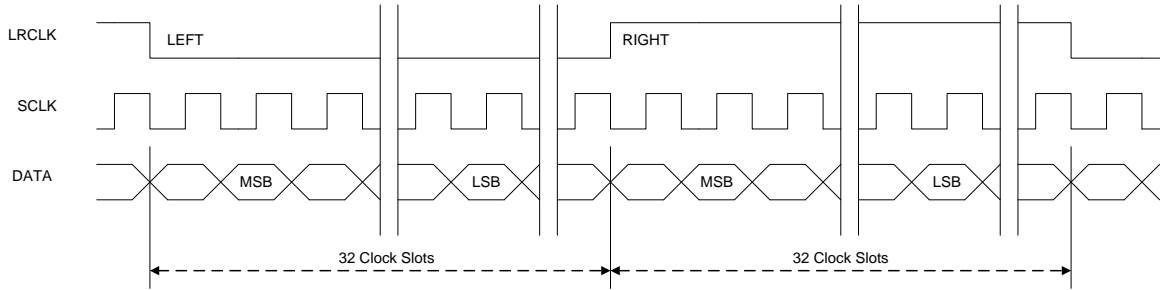 LRCLK
LEFT
RIGHT
SCLK
DATA
MSB
LSB
MSB
LSB
32 Clock Slots
32 Clock Slots